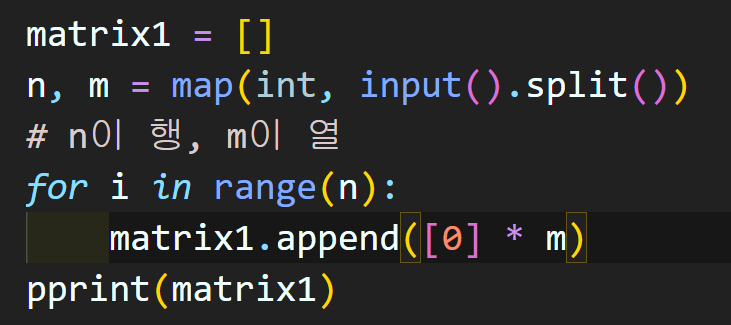 matrix1 = []
n, m = map(int, input().split())
# n이 행, m이 열
for i in range(n):
    matrix1.append([0] * m)
pprint(matrix1)